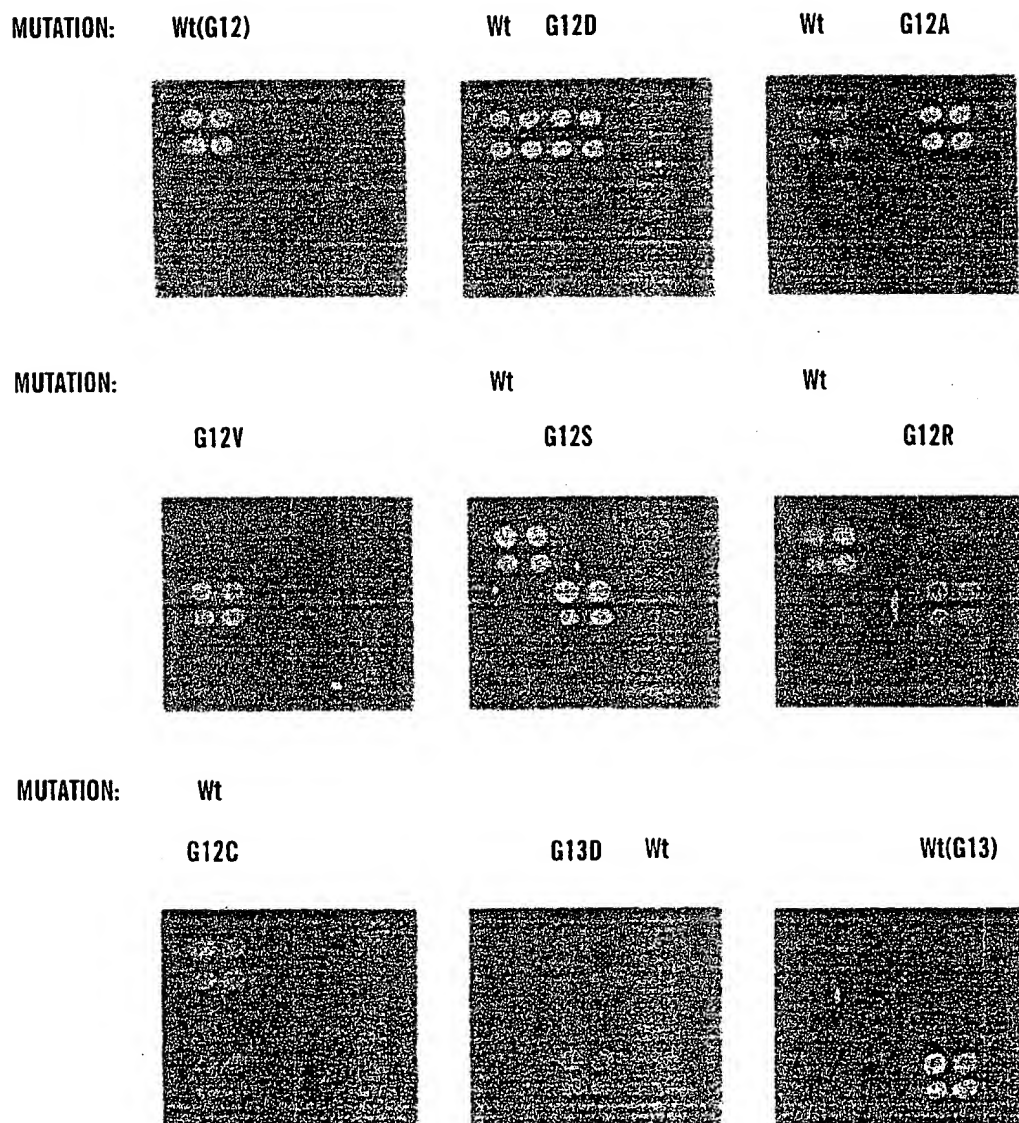 MUTATION: Wt(G12) Wt G12D Wt G12A
MUTATION: Wt Wt
G12V G12S G12R
MUTATION: Wt
G12C G13D Wt Wt(G13)